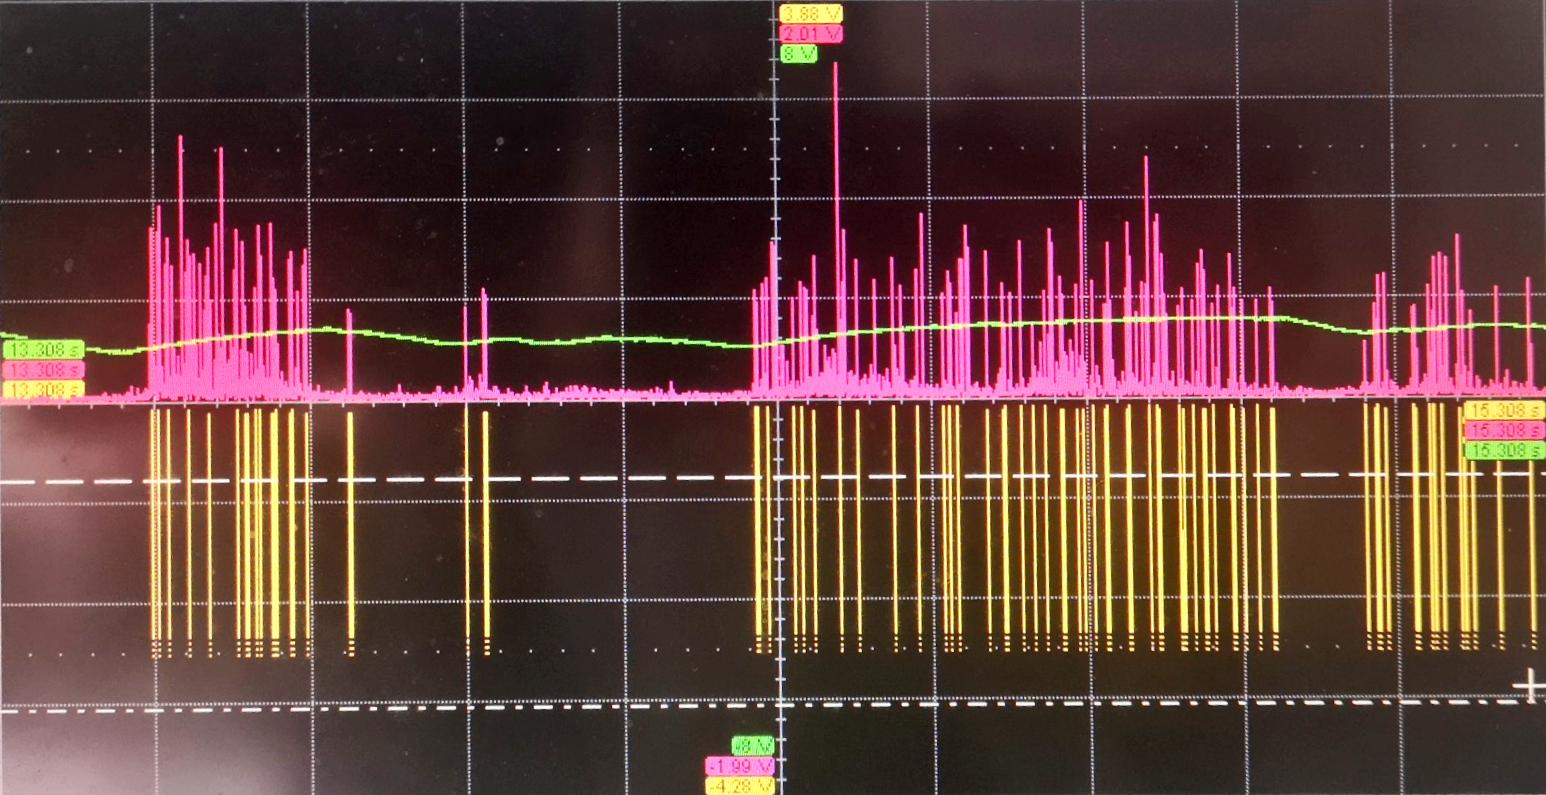 3.88 V
2.01 V
8 V
13.308 s
13.308 s
13.308 s
15.308 s
15.308 s
15.308 s
-8 V
-1.99 V
-4.28 V